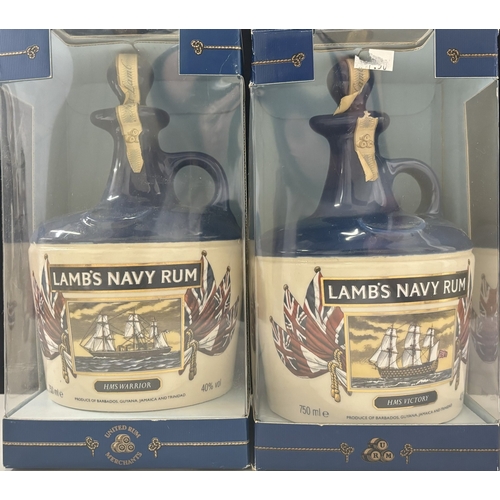 LAMB'S NAVY RUM
HMS WARRIOR
40% vol
PRODUCE OF BARBADOS, GUYANA, JAMAICA AND TRINIDAD
UNITED RUM
MERCHANTS
LAMB'S NAVY RUM
HMS VICTORY
750 ml e
PRODUCE OF BARBADOS, GUYANA, JAMAICA AND TRINIDAD
U
R M